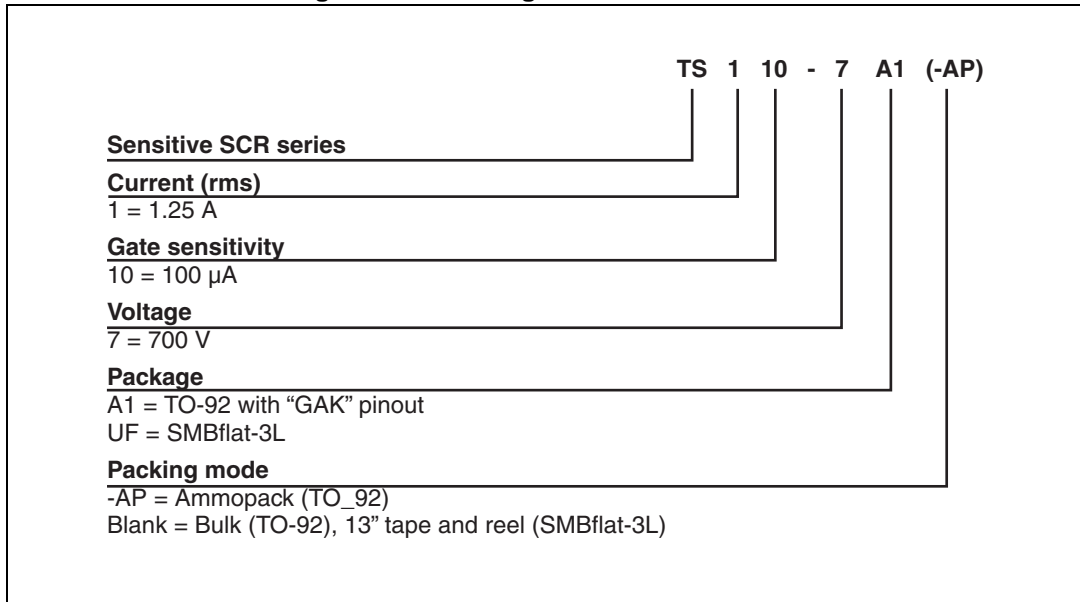 TS 1 10 - 7 A1 (-AP)
Sensitive SCR series
Current (rms)
1 = 1.25 A
Gate sensitivity
10 = 100 µA
Voltage
7 = 700 V
Package
A1 = TO-92 with “GAK” pinout
UF = SMBflat-3L
Packing mode
-AP = Ammopack (TO_92)
Blank = Bulk (TO-92), 13” tape and reel (SMBflat-3L)